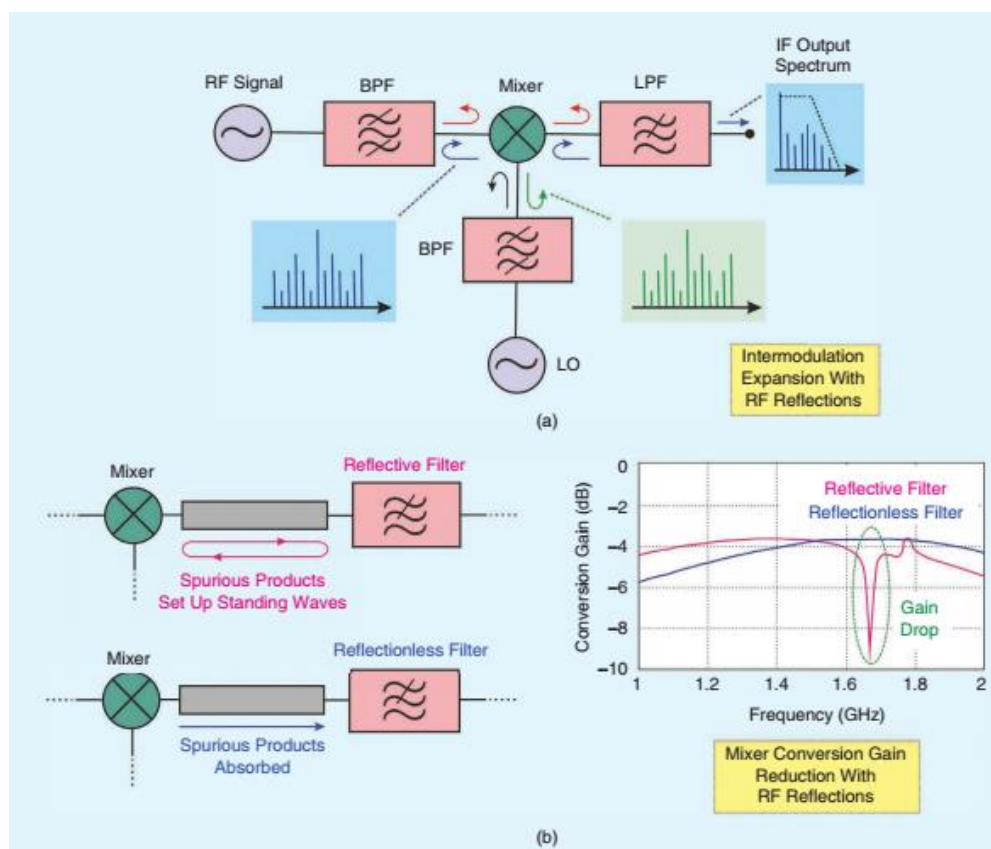 IF Output
Spectrum
RF Signal
BPF
Mixer
LPF
BPF
LO
Intermodulation
Expansion With
RF Reflections
(a)
Mixer
Reflective Filter
Spurious Products
Set Up Standing Waves
Mixer
Reflectionless Filter
Spurious Products
Absorbed
Conversion Gain (dB)
0
–2
–4
–6
–8
–10
Reflective Filter
Reflectionless Filter
Gain
Drop
1
1.2
1.4
1.6
1.8
2
Frequency (GHz)
Mixer Conversion Gain
Reduction With
RF Reflections
(b)